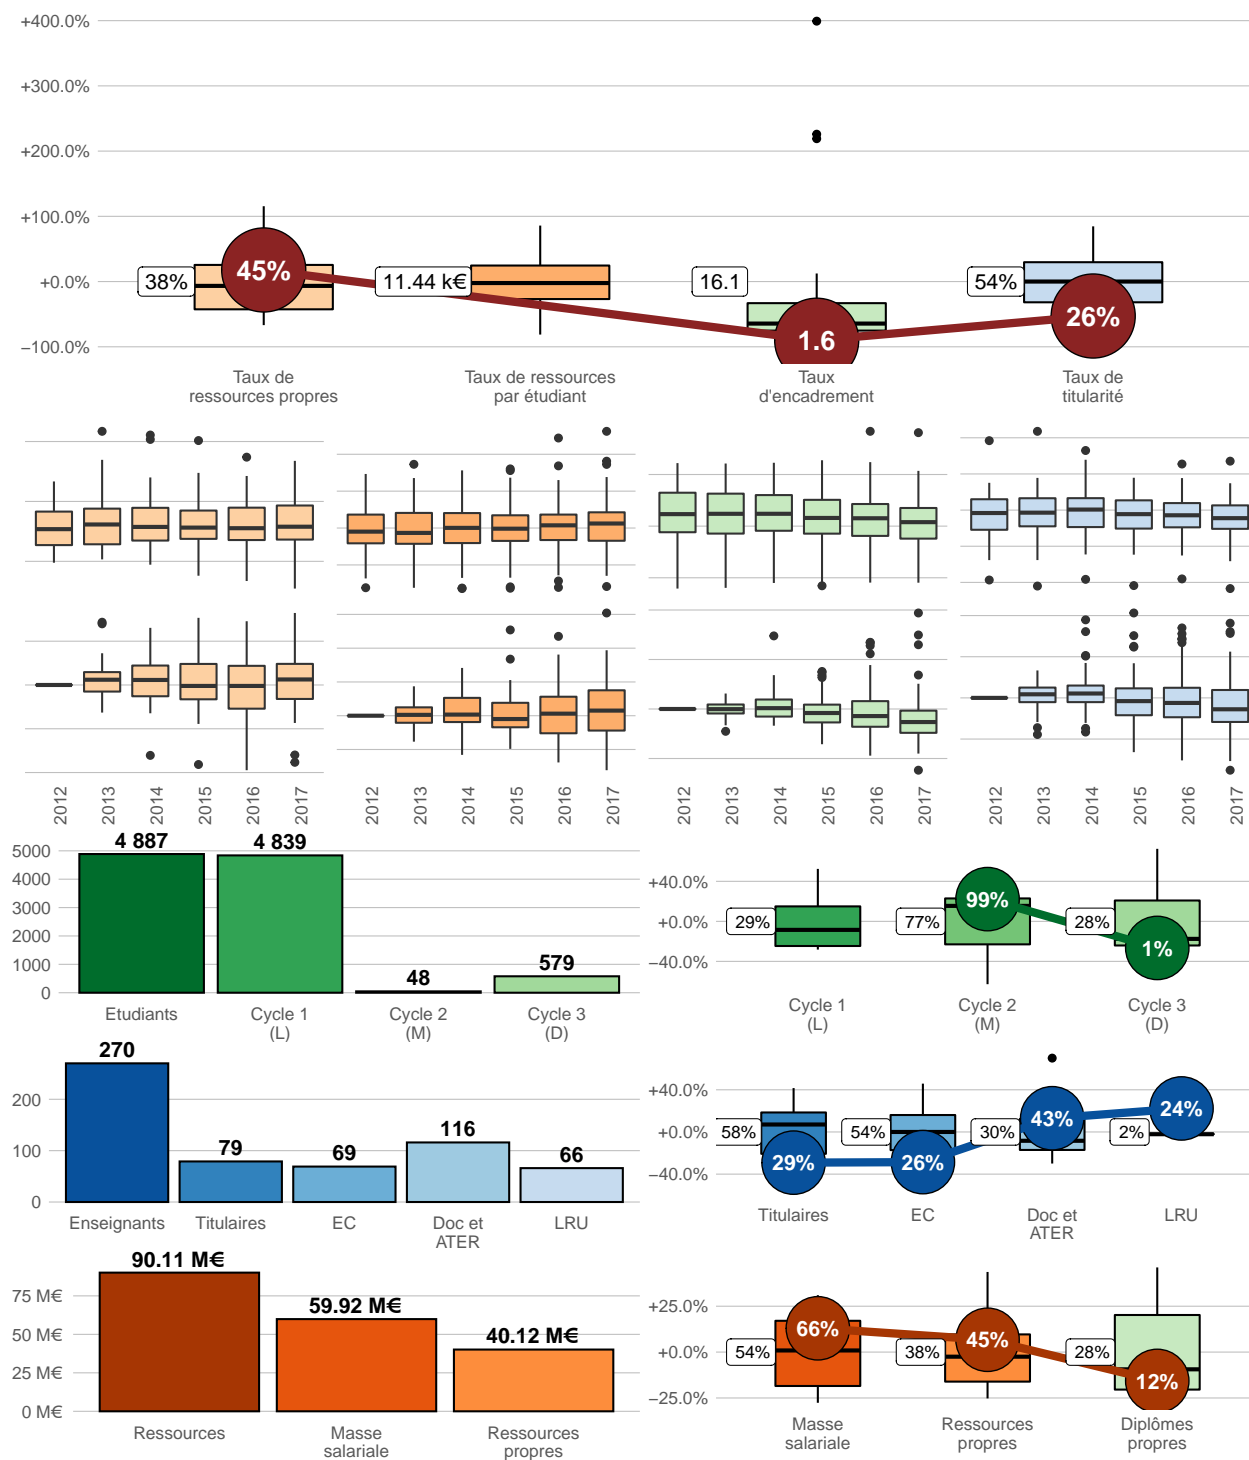 +400.0%
+300.0%
+200.0%
+100.0%
+0.0%
−100.0%
38%
45%
11.44 k€
16.1
1.6
54%
26%
Taux de
ressources propres
Taux de ressources
par étudiant
Taux
d'encadrement
Taux de
titularité
2012 2013 2014 2015 2016 2017
2012 2013 2014 2015 2016 2017
2012 2013 2014 2015 2016 2017
2012 2013 2014 2015 2016 2017
5000
4000
3000
2000
1000
0
4 887
4 839
48
579
Etudiants
Cycle 1
(L)
Cycle 2
(M)
Cycle 3
(D)
+40.0%
+0.0%
−40.0%
29%
77%
99%
28%
1%
Cycle 1
(L)
Cycle 2
(M)
Cycle 3
(D)
200
100
0
270
79
69
116
66
Enseignants
Titulaires
EC
Doc et
ATER
LRU
+40.0%
+0.0%
−40.0%
58%
29%
54%
26%
30%
43%
2%
24%
Titulaires
EC
Doc et
ATER
LRU
75 M€
50 M€
25 M€
0 M€
90.11 M€
59.92 M€
40.12 M€
Ressources
Masse
salariale
Ressources
propres
+25.0%
+0.0%
−25.0%
54%
66%
38%
45%
28%
12%
Masse
salariale
Ressources
propres
Diplômes
propres